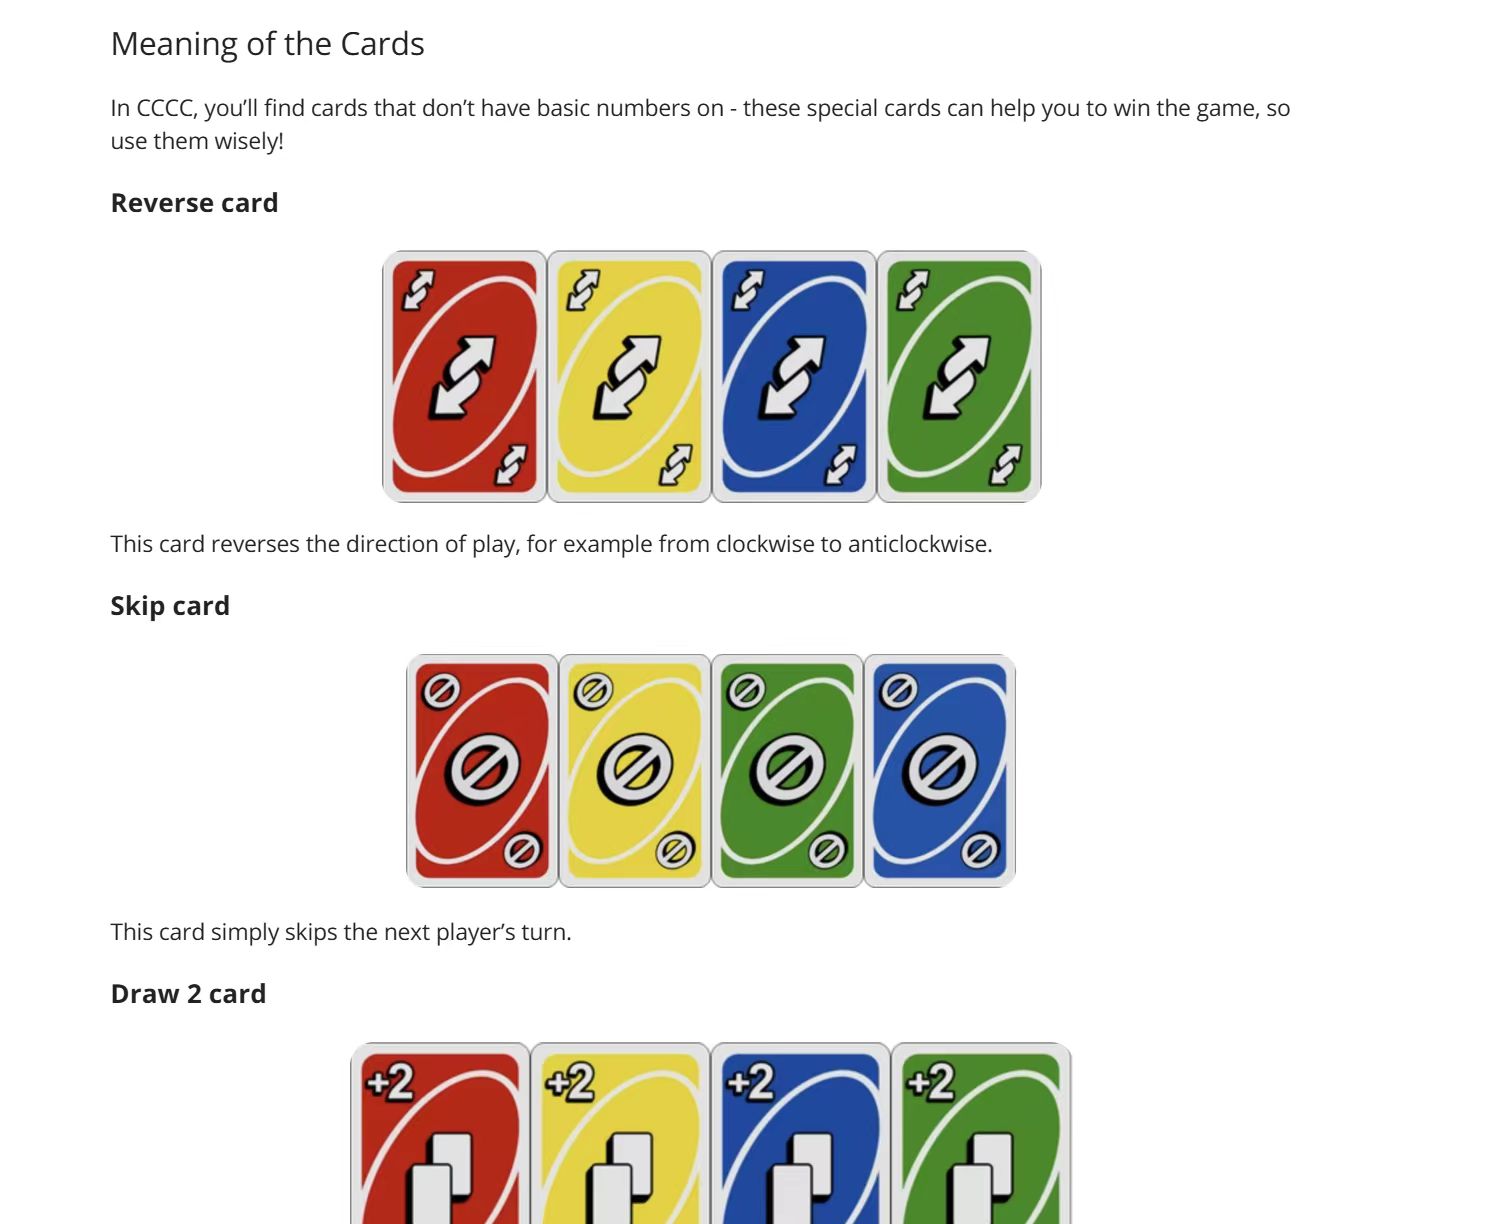 Meaning of the Cards
In CCCC, you’ll find cards that don’t have basic numbers on - these special cards can help you to win the game, so
use them wisely!
Reverse card
This card reverses the direction of play, for example from clockwise to anticlockwise.
Skip card
This card simply skips the next player’s turn.
Draw 2 card
+2 +2 +2 +2